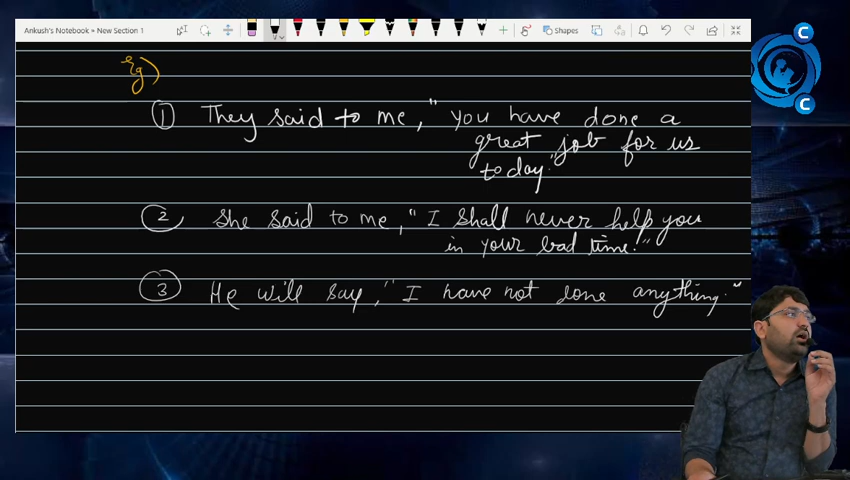 Ankush's Notebook > New Section 1
Shapes
Eg)
① They said to me, "you have done a
great job for us
today."
② She said to me, "I shall never help you
in your bad time."
③ He will say, "I have not done anything."
C
C